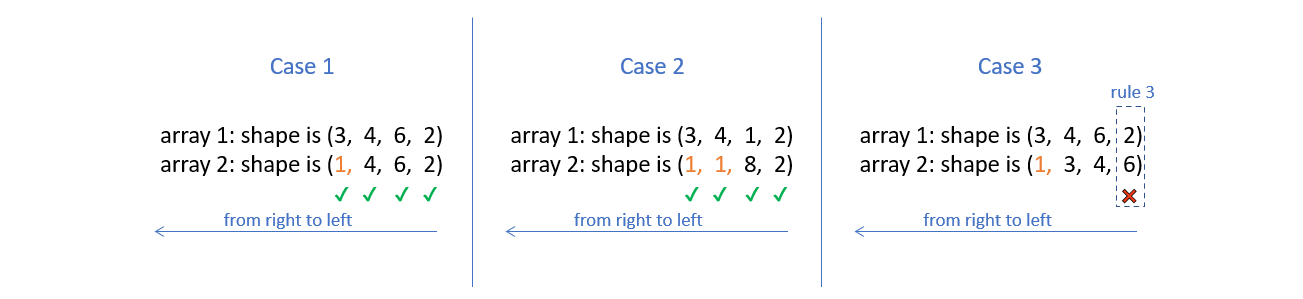 Case 1
array 1: shape is (3, 4, 6, 2)
array 2: shape is (1, 4, 6, 2)
✓ ✓ ✓ ✓
from right to left
Case 2
array 1: shape is (3, 4, 1, 2)
array 2: shape is (1, 1, 8, 2)
✓ ✓ ✓ ✓
from right to left
Case 3
rule 3
array 1: shape is (3, 4, 6, 2)
array 2: shape is (1, 3, 4, 6)
✗
from right to left